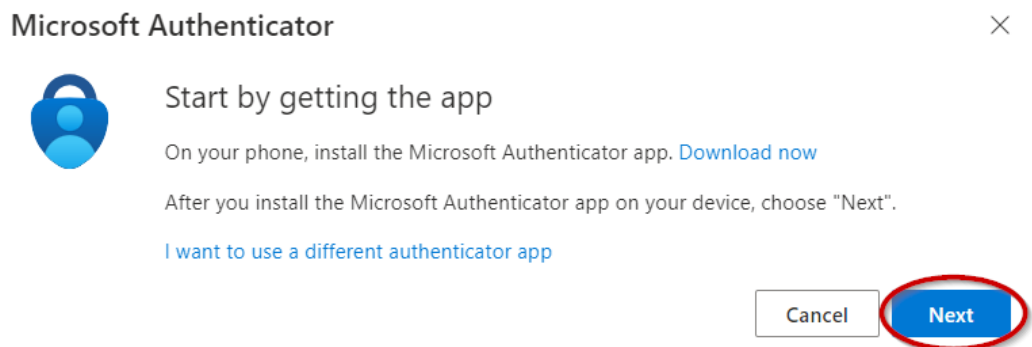 Microsoft Authenticator
Start by getting the app
On your phone, install the Microsoft Authenticator app. Download now
After you install the Microsoft Authenticator app on your device, choose "Next".
I want to use a different authenticator app
Cancel
Next